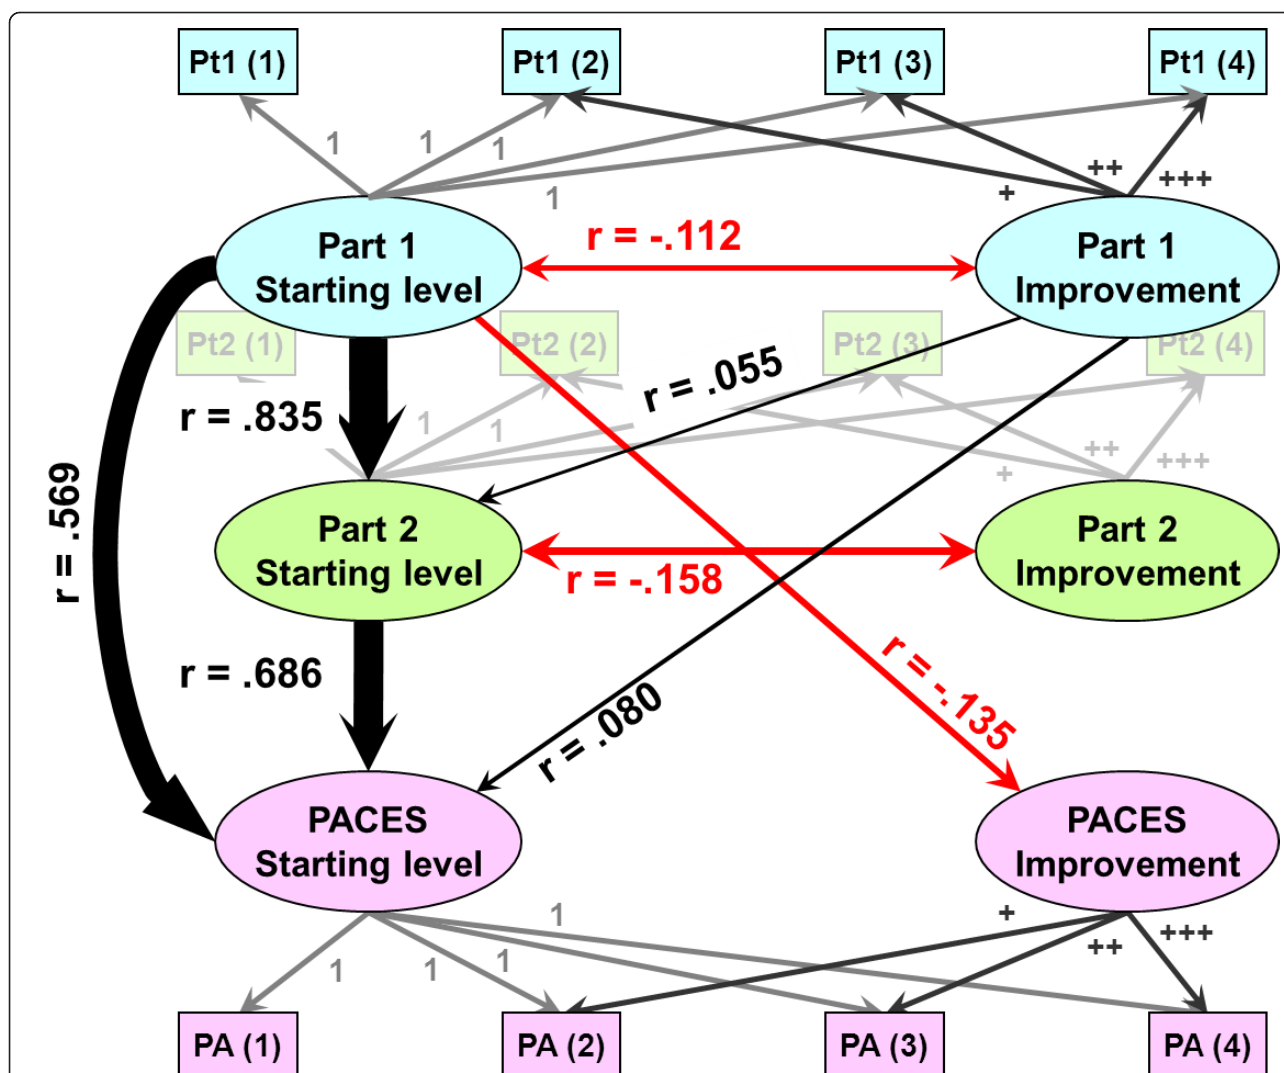 Pt1 (1)
Pt1 (2)
Pt1 (3)
Pt1 (4)
1
1
1
1
+
++
+++
Part 1
Starting level
r = -.112
Part 1
Improvement
Pt2 (1)
Pt2 (2)
Pt2 (3)
Pt2 (4)
r = .055
r = .835
1
1
+
++
+++
r = .569
Part 2
Starting level
r = -.158
Part 2
Improvement
r = .686
r = .080
r = -.135
PACES
Starting level
PACES
Improvement
1
1
1
1
+
++
+++
PA (1)
PA (2)
PA (3)
PA (4)